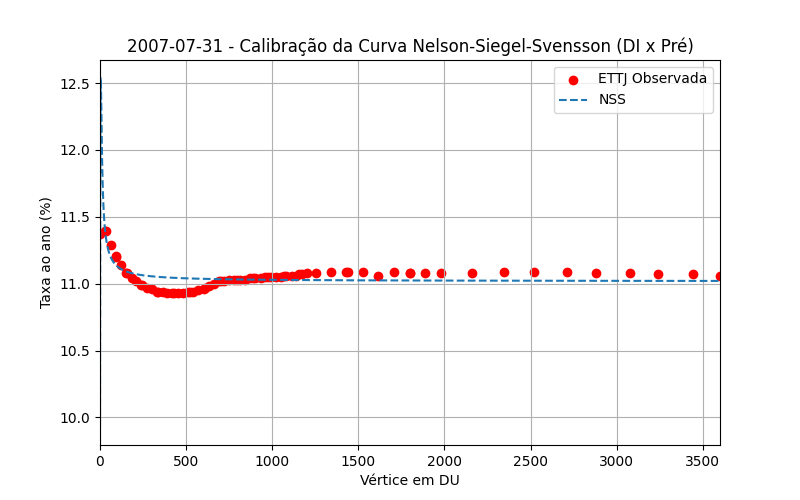 2007-07-31 - Calibração da Curva Nelson-Siegel-Svensson (DI x Pré)
ETTJ Observada
NSS
Taxa ao ano (%)
12.5
12.0
11.5
11.0
10.5
10.0
0 500 1000 1500 2000 2500 3000 3500
Vértice em DU